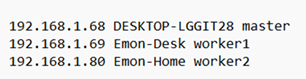 192.168.1.68 DESKTOP-LGGIT28 master
192.168.1.69 Emon-Desk worker1
192.168.1.80 Emon-Home worker2